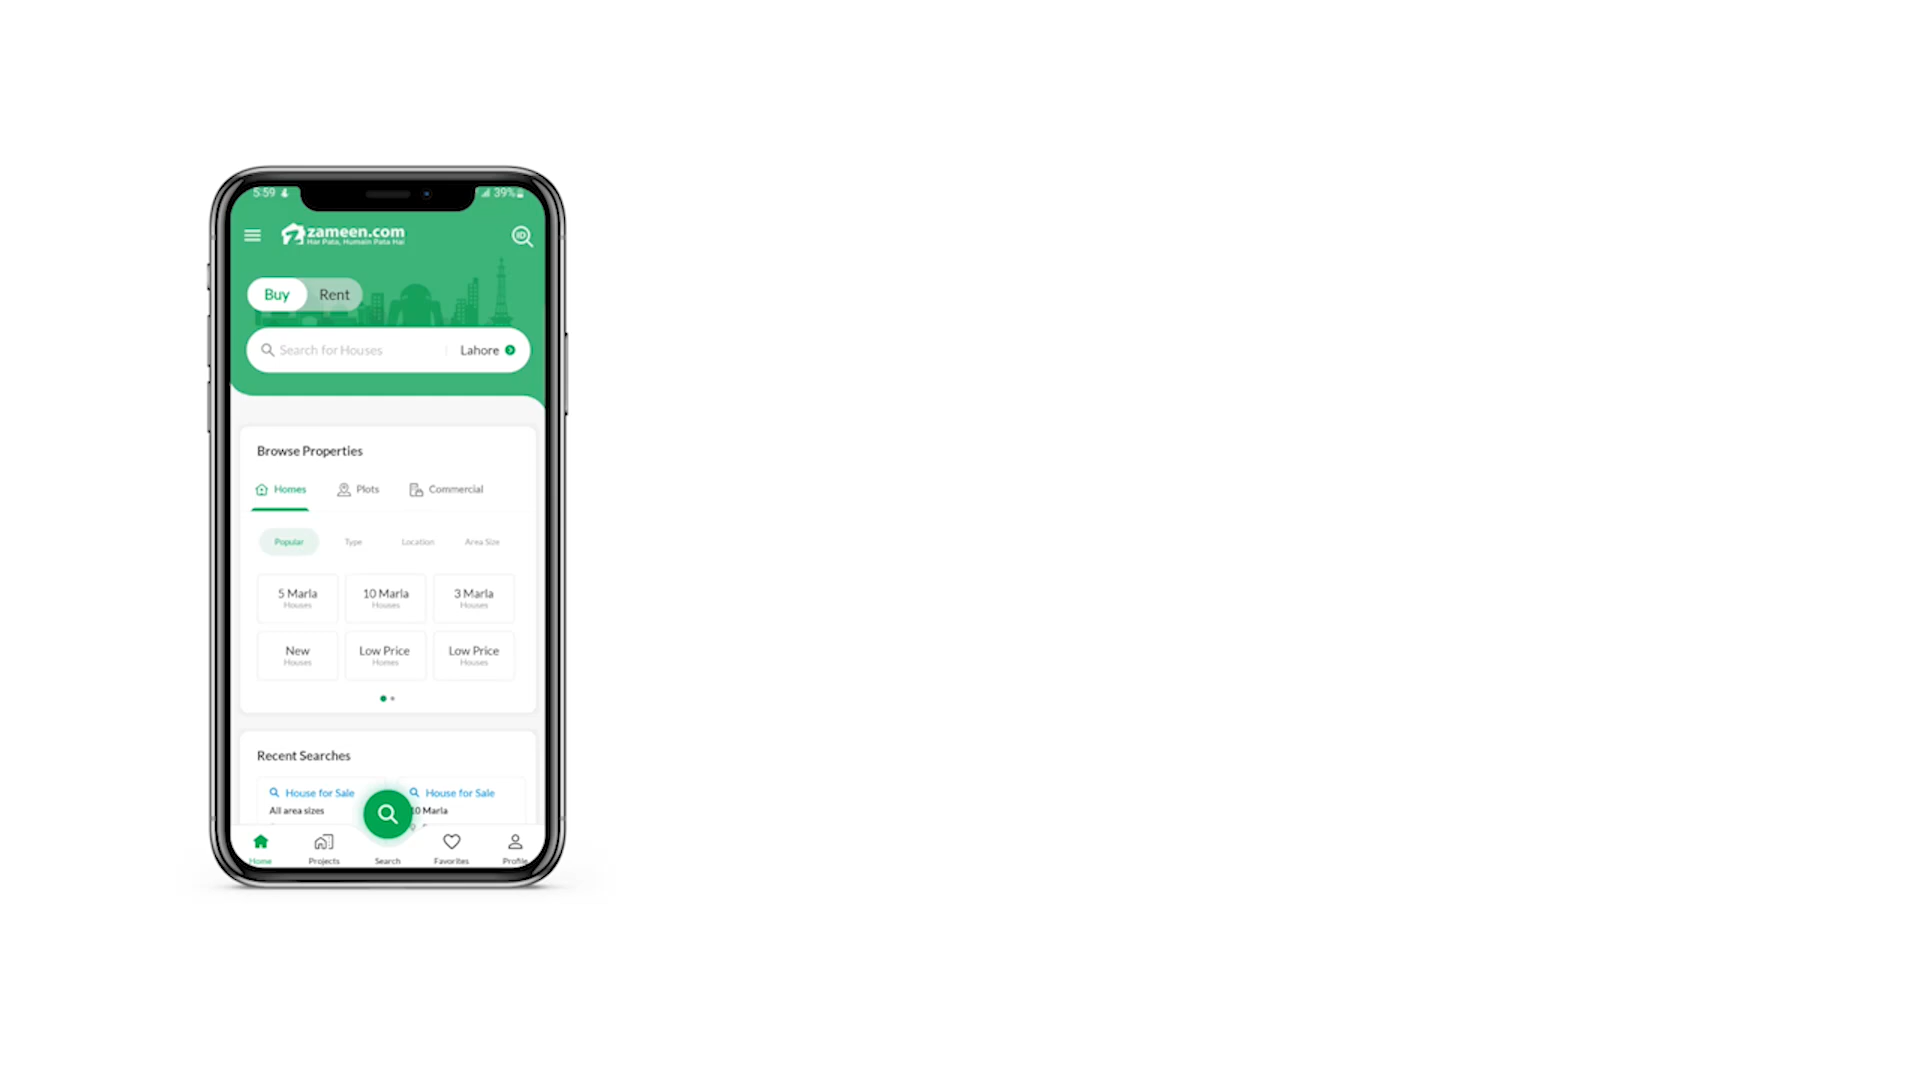 5:59 39%
zameen.com
Har Pata, Humain Pata Hai
ID
Buy Rent
Search for Houses Lahore
Browse Properties
Homes Plots Commercial
Popular Type Location Area Size
5 Marla 10 Marla 3 Marla
Houses Houses Houses
New Low Price Low Price
Houses Homes Houses
Recent Searches
House for Sale House for Sale
All area sizes 10 Marla
Home Projects Search Favorites Profile